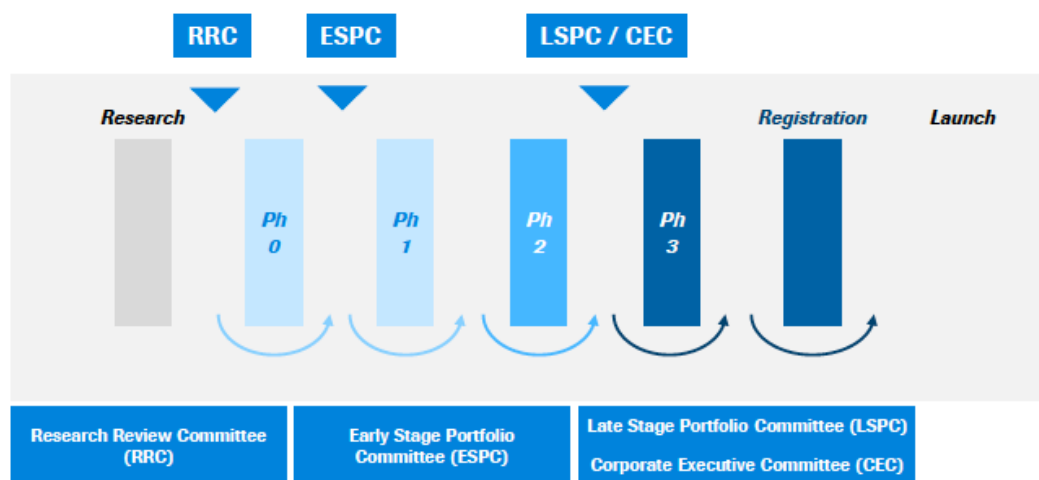 RRC
ESPC
LSPC / CEC
Research
Registration
Launch
Ph
0
Ph
1
Ph
2
Ph
3
Research Review Committee
(RRC)
Early Stage Portfolio
Committee (ESPC)
Late Stage Portfolio Committee (LSPC)
Corporate Executive Committee (CEC)